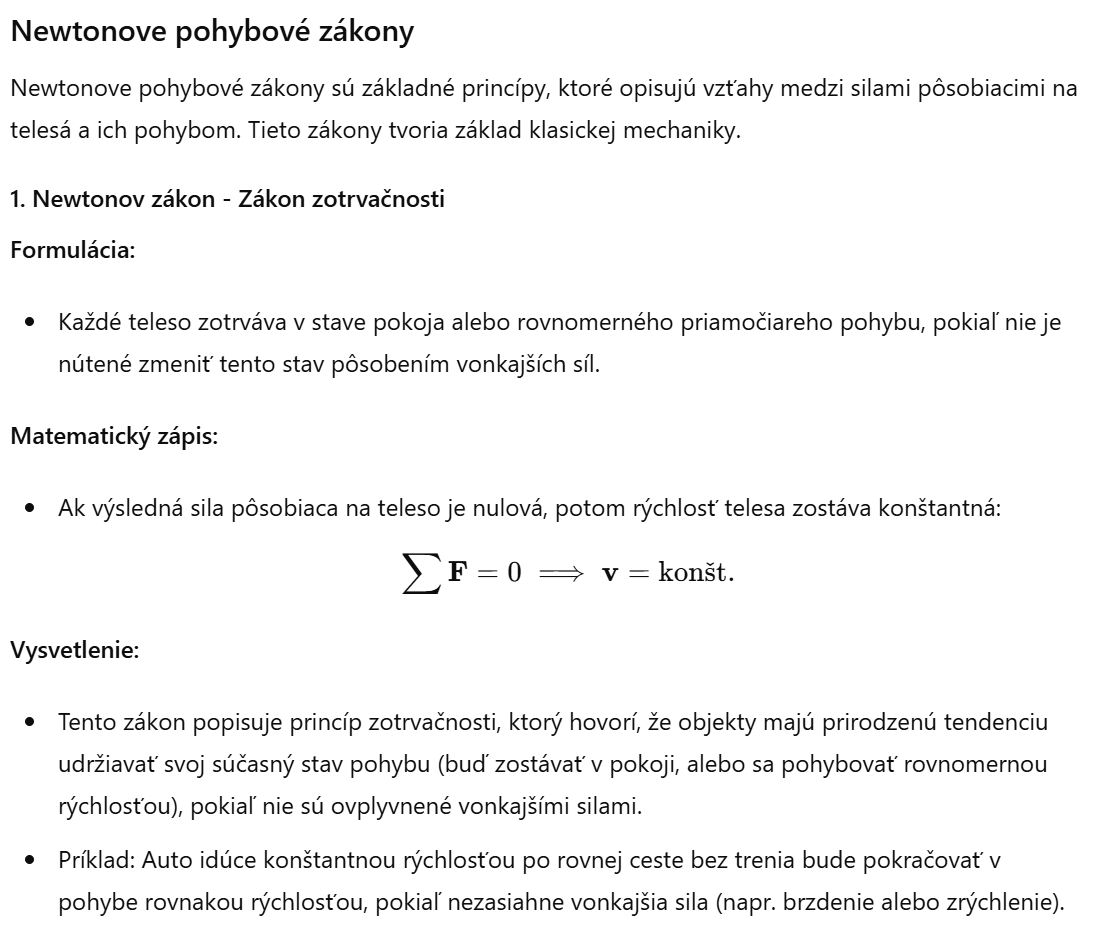 Newtonove pohybové zákony
Newtonove pohybové zákony sú základné princípy, ktoré opisujú vzťahy medzi silami pôsobiacimi na
telesá a ich pohybom. Tieto zákony tvoria základ klasickej mechaniky.
1. Newtonov zákon - Zákon zotrvačnosti
Formulácia:
• Každé teleso zotrváva v stave pokoja alebo rovnomerného priamočiareho pohybu, pokiaľ nie je
nútené zmeniť tento stav pôsobením vonkajších síl.
Matematický zápis:
• Ak výsledná sila pôsobiaca na teleso je nulová, potom rýchlosť telesa zostáva konštantná:
∑ F = 0 ⟹ v = konšt.
Vysvetlenie:
• Tento zákon popisuje princíp zotrvačnosti, ktorý hovorí, že objekty majú prirodzenú tendenciu
udržiavať svoj súčasný stav pohybu (buď zostávať v pokoji, alebo sa pohybovať rovnomernou
rýchlosťou), pokiaľ nie sú ovplyvnené vonkajšími silami.
• Príklad: Auto idúce konštantnou rýchlosťou po rovnej ceste bez trenia bude pokračovať v
pohybe rovnakou rýchlosťou, pokiaľ nezasiahne vonkajšia sila (napr. brzdenie alebo zrýchlenie).